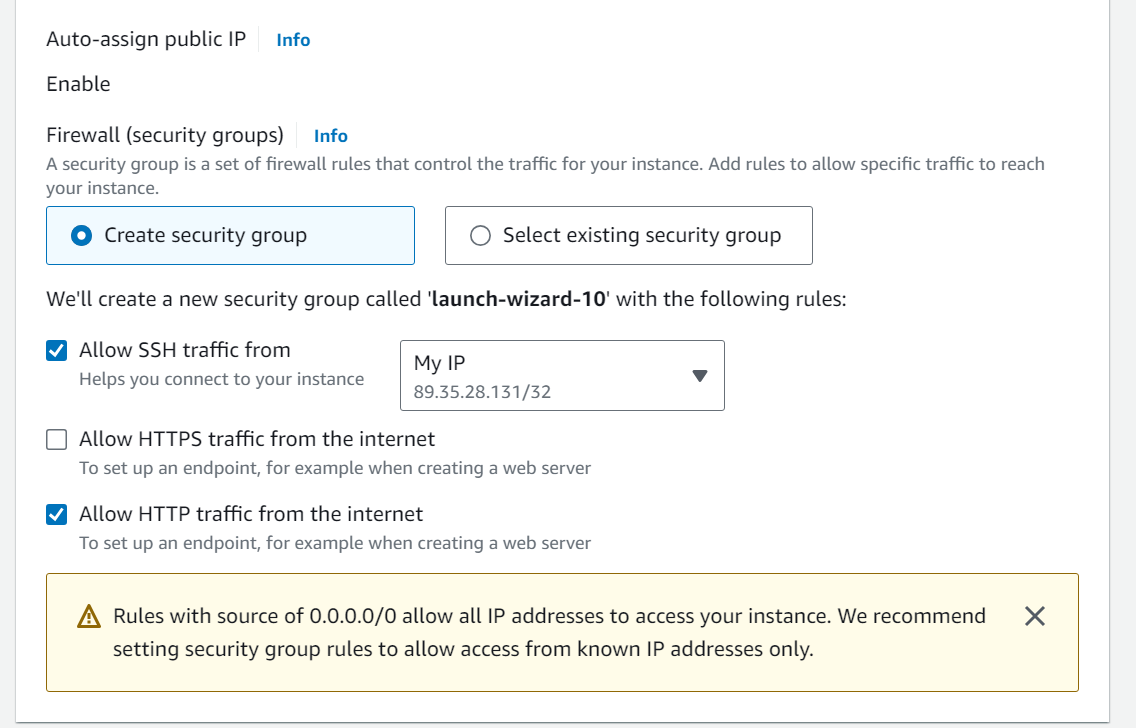 Auto-assign public IP Info
Enable
Firewall (security groups) Info
A security group is a set of firewall rules that control the traffic for your instance. Add rules to allow specific traffic to reach
your instance.
Create security group Select existing security group
We'll create a new security group called 'launch-wizard-10' with the following rules:
Allow SSH traffic from
Helps you connect to your instance
My IP
89.35.28.131/32
Allow HTTPS traffic from the internet
To set up an endpoint, for example when creating a web server
Allow HTTP traffic from the internet
To set up an endpoint, for example when creating a web server
Rules with source of 0.0.0.0/0 allow all IP addresses to access your instance. We recommend
setting security group rules to allow access from known IP addresses only.